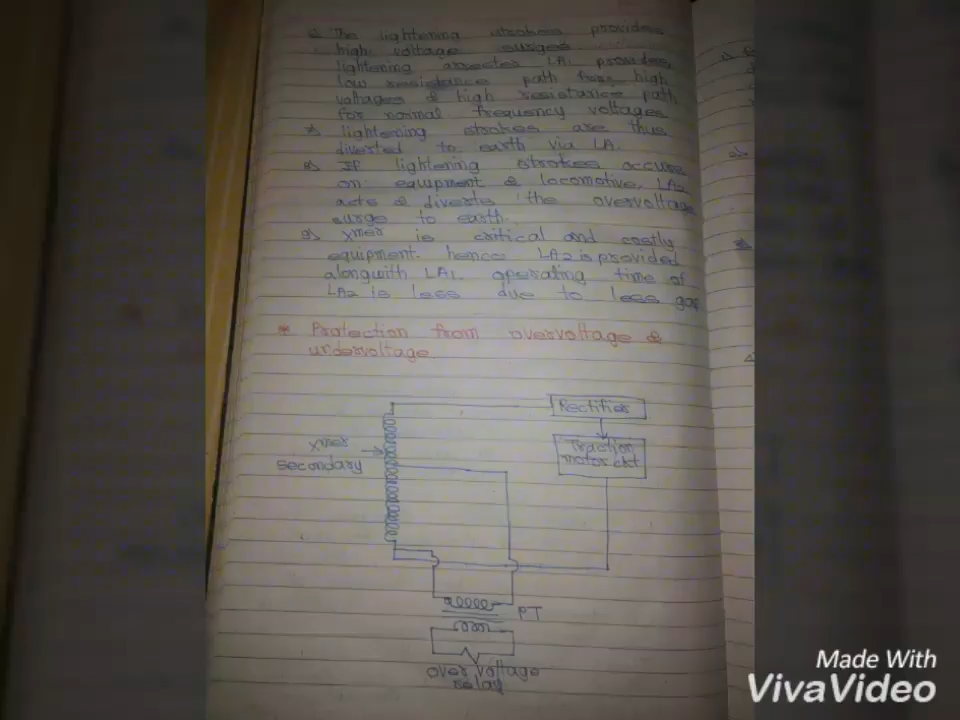 The lightening strokes provides
high voltage surges
lightening arrester LA1 provides
low resistance path for high
voltages & high resistance path
for normal frequency voltages
lightening strokes are thus
diverted to earth via LA.
8) If lightening strokes occurs
on equipment & locomotive, LA2
acts & diverts the overvoltage
surge to earth.
9) xmer is critical and costly
equipment. hence LA2 is provided
alongwith LA1. operating time of
LA2 is less due to less gap
* Protection from overvoltage &
undervoltage.
Rectifier
xmer
secondary
Traction
motor ckt
PT
over voltage
relay
Made With
VivaVideo